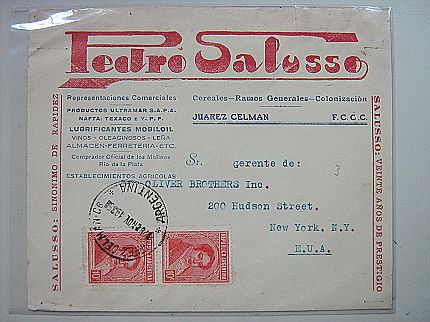 Pedro Salusso
Representaciones Comerciales
PRODUCTOS ULTRAMAR S.A.P.A.
NAFTA: TEXACO e Y. P. F.
LUBRIFICANTES MOBILOIL
VINOS - OLEAGINOSOS - LEÑA
ALMACEN-FERRETERIA-ETC.
Comprador Oficial de los Molinos
Río de la Plata
ESTABLECIMIENTOS AGRICOLAS
Cereales—Ramos Generales—Colonización
JUAREZ CELMAN F.C.C.C.
SALUSSO: SINONIMO DE RAPIDEZ
SALUSSO: VEINTE AÑOS DE PRESTIGIO
Sr. gerente de:
OLIVER BROTHERS Inc.
200 Hudson Street.
New York. N.Y.
E.U.A.
3
ARGENTINA